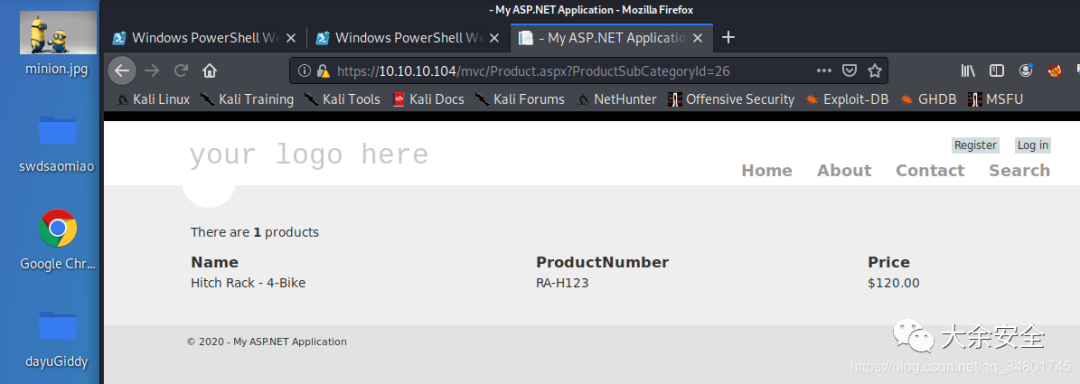 - My ASP.NET Application - Mozilla Firefox
minion.jpg
swdsaomiao
Google Chr...
dayuGiddy
Windows PowerShell We
Windows PowerShell We
- My ASP.NET Application
https://10.10.10.104/mvc/Product.aspx?ProductSubCategoryId=26
Kali Linux Kali Training Kali Tools Kali Docs Kali Forums NetHunter Offensive Security Exploit-DB GHDB MSFU
your logo here
Register Log in
Home About Contact Search
There are 1 products
Name ProductNumber Price
Hitch Rack - 4-Bike RA-H123 $120.00
© 2020 - My ASP.NET Application
大余安全
https://blog.csdn.net/qq_34801745